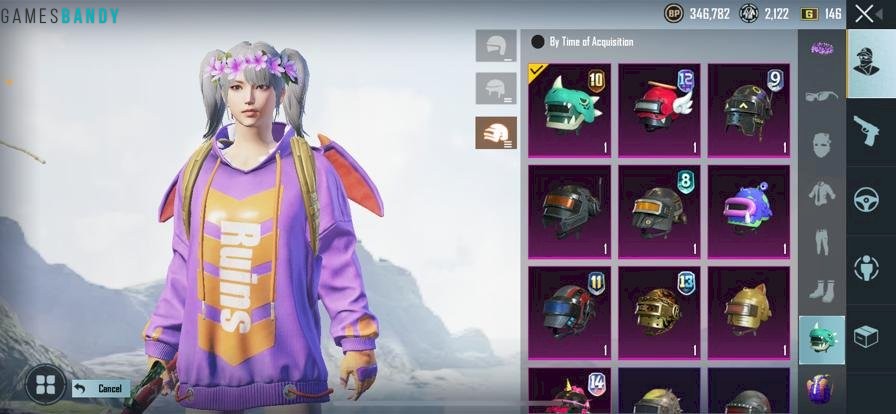 GAMESBANDY
BP 346,782 2,122 G 146
By Time of Acquisition
10 12 9
1 1 1
8
1 1 1
11 13
1 1 1
14
Ruins
Cancel